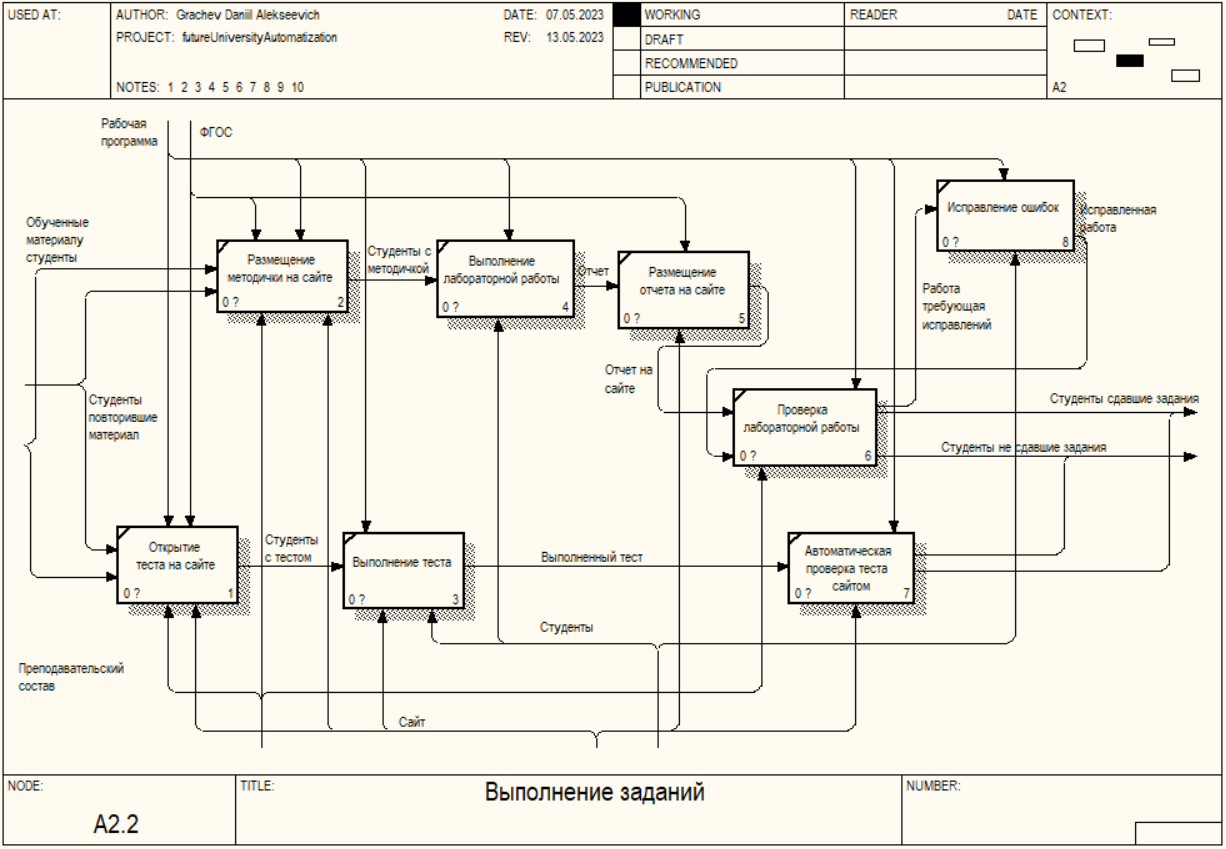 USED AT:
AUTHOR: Grachev Daniil Alekseevich
DATE: 07.05.2023
WORKING
READER
DATE
CONTEXT:
PROJECT: futureUniversityAutomatization
REV: 13.05.2023
DRAFT
RECOMMENDED
NOTES: 1 2 3 4 5 6 7 8 9 10
PUBLICATION
A2
Рабочая
программа
ФГОС
Обученные
материалу
студенты
Размещение
методички на сайте
0 ?
2
Студенты с
методичкой
Выполнение
лабораторной работы
0 ?
4
Отчет
Размещение
отчета на сайте
0 ?
5
Исправление ошибок
0 ?
8
Исправленная
работа
Работа
требующая
исправлений
Отчет на
сайте
Студенты
повторившие
материал
Проверка
лабораторной работы
0 ?
6
Студенты сдавшие задания
Студенты не сдавшие задания
Открытие
теста на сайте
0 ?
1
Студенты
с тестом
Выполнение теста
0 ?
3
Выполненный тест
Автоматическая
проверка теста
сайтом
0 ?
7
Студенты
Преподавательский
состав
Сайт
NODE:
A2.2
TITLE:
Выполнение заданий
NUMBER: